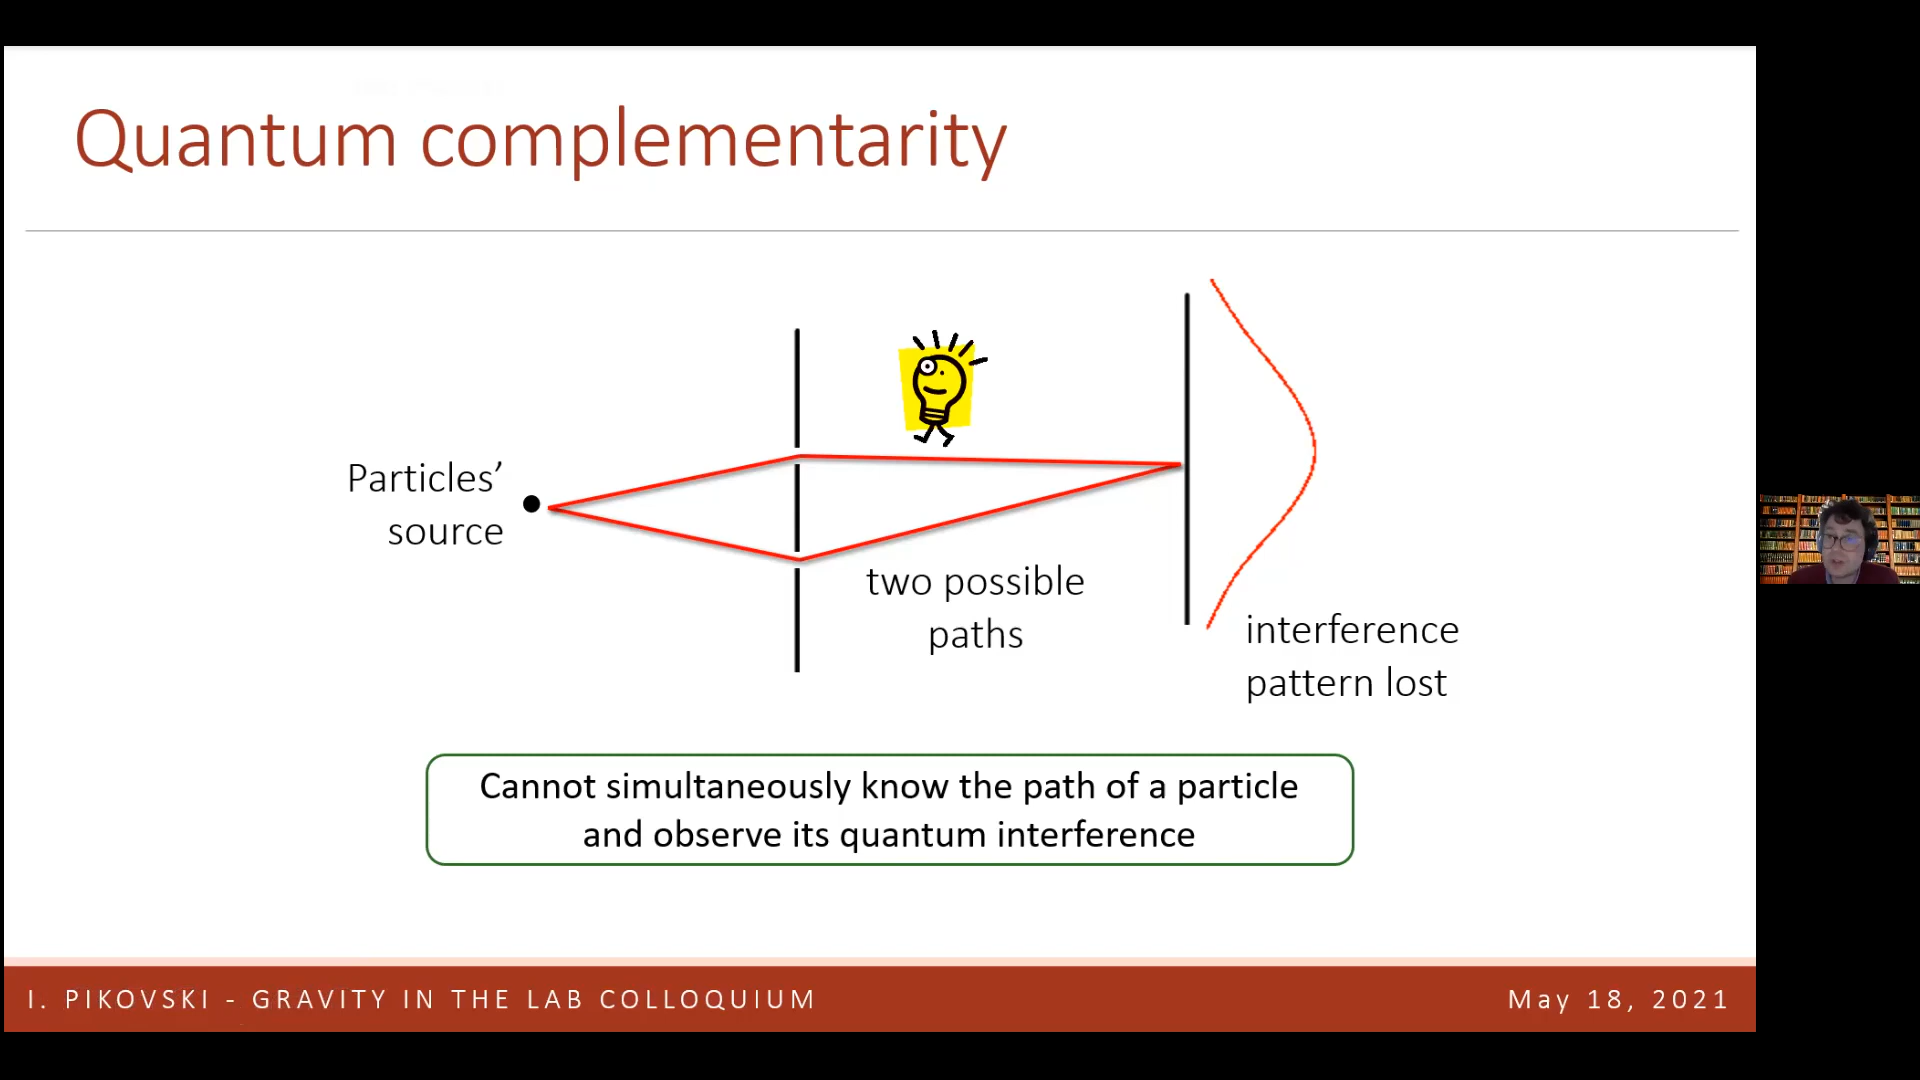 Quantum complementarity
Particles’
source
two possible
paths
interference
pattern lost
Cannot simultaneously know the path of a particle
and observe its quantum interference
I. PIKOVSKI - GRAVITY IN THE LAB COLLOQUIUM
May 18, 2021